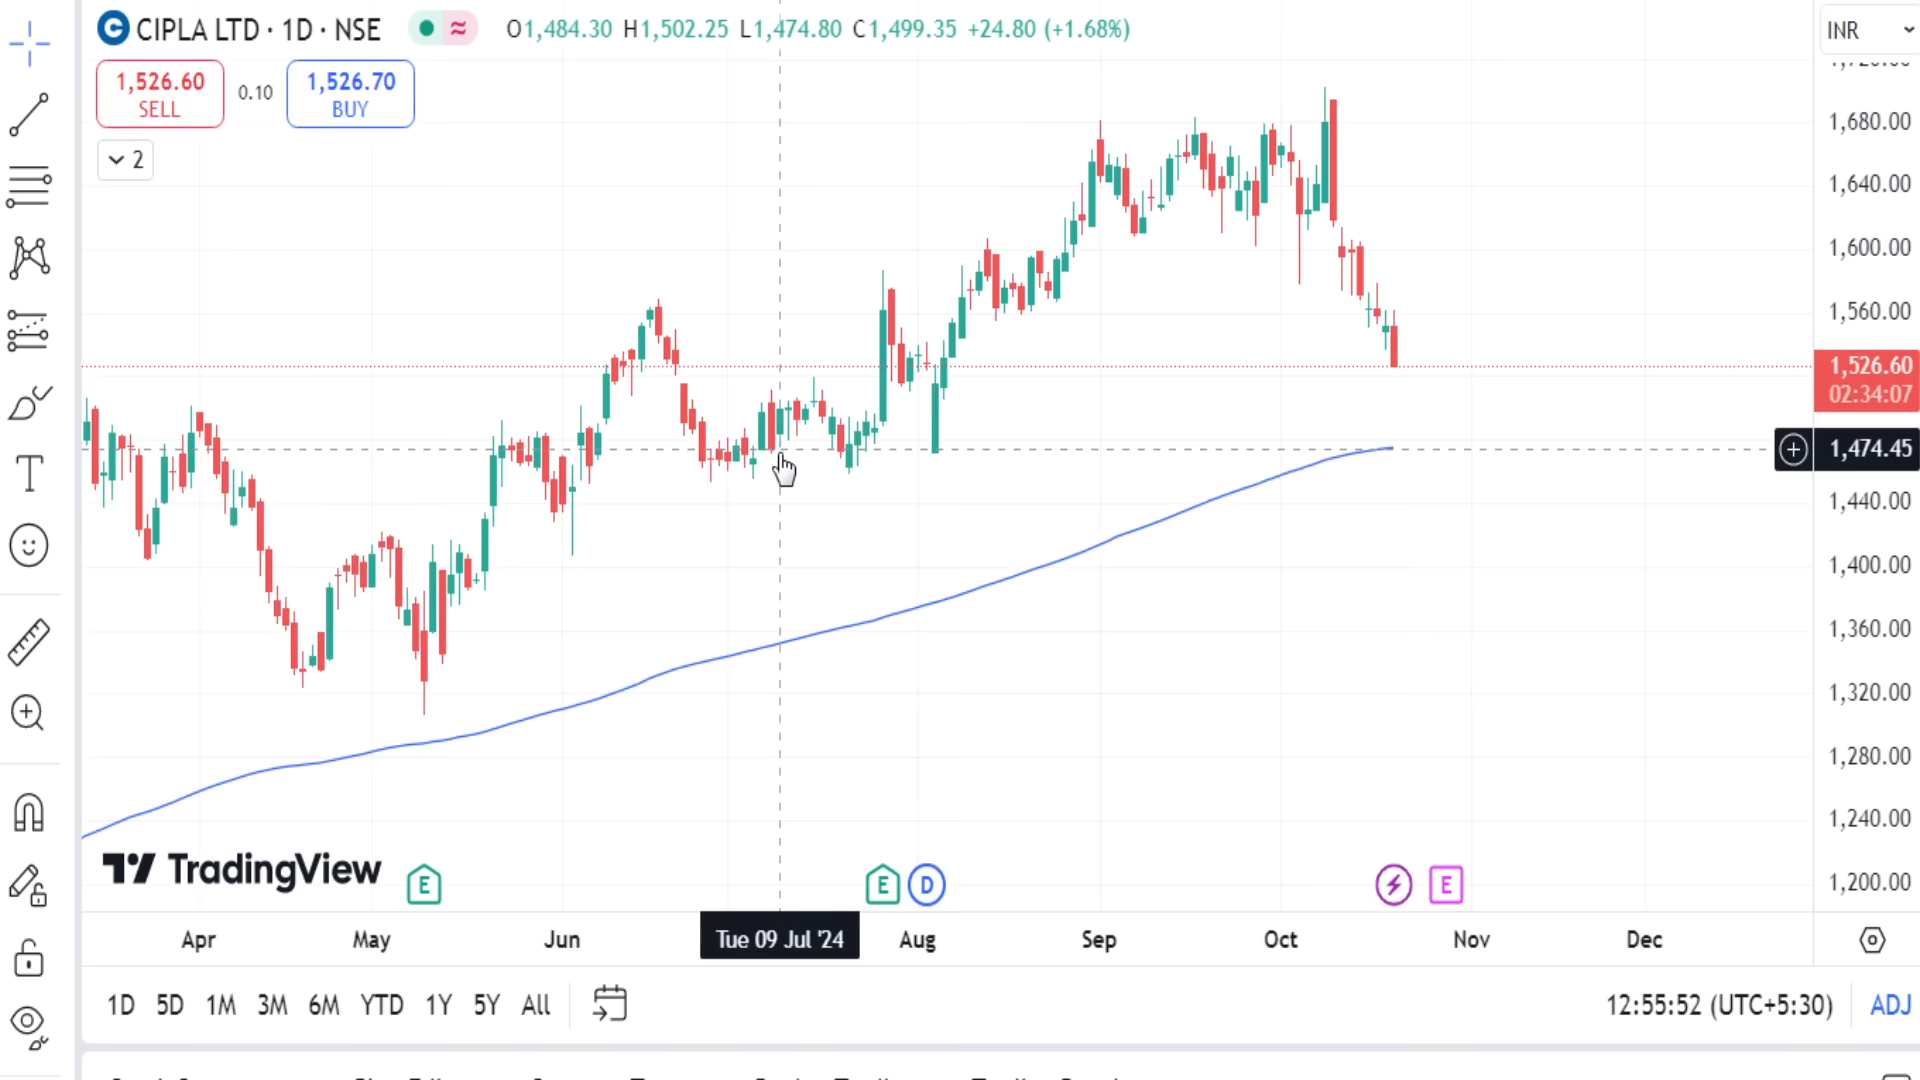 CIPLA LTD · 1D · NSE
O1,484.30 H1,502.25 L1,474.80 C1,499.35 +24.80 (+1.68%)
INR
1,526.60
SELL
0.10
1,526.70
BUY
2
1,680.00
1,640.00
1,600.00
1,560.00
1,526.60
02:34:07
1,474.45
1,440.00
1,400.00
1,360.00
1,320.00
1,280.00
1,240.00
1,200.00
TradingView
E
E
D
E
Apr
May
Jun
Tue 09 Jul '24
Aug
Sep
Oct
Nov
Dec
1D 5D 1M 3M 6M YTD 1Y 5Y All
12:55:52 (UTC+5:30)
ADJ